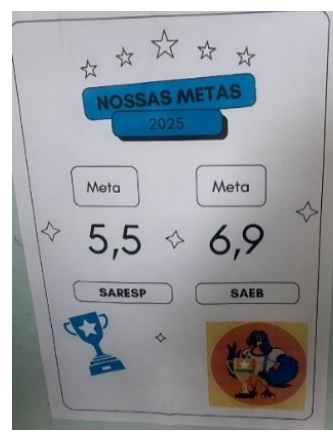 NOSSAS METAS
2025
Meta Meta
5,5 6,9
SARESP SAEB